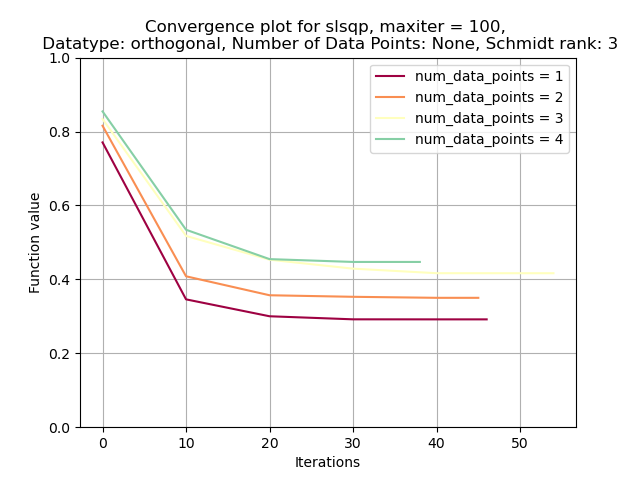 Convergence plot for slsqp, maxiter = 100,
Datatype: orthogonal, Number of Data Points: None, Schmidt rank: 3
1.0
0.8
0.6
0.4
0.2
0.0
Function value
num_data_points = 1
num_data_points = 2
num_data_points = 3
num_data_points = 4
0 10 20 30 40 50
Iterations